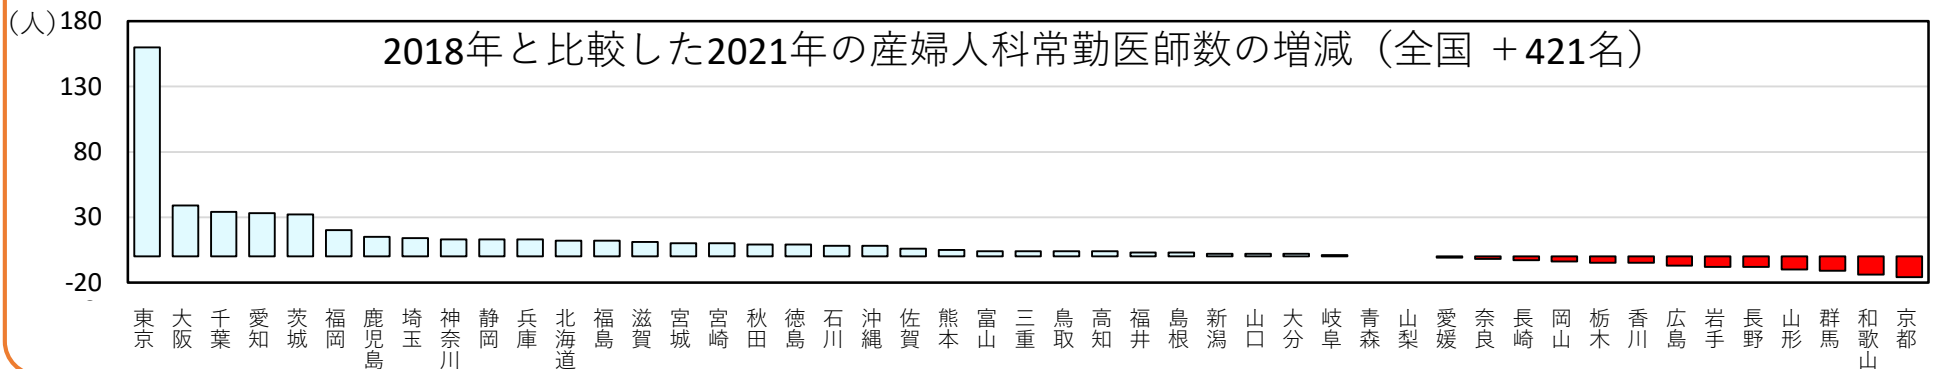 (人)
180
2018年と比較した2021年の産婦人科常勤医師数の増減（全国 ＋421名）
130
80
30
-20
東京
大阪
千葉
愛知
茨城
福岡
鹿児島
埼玉
神奈川
静岡
兵庫
北海道
福島
滋賀
宮城
宮崎
秋田
徳島
石川
沖縄
佐賀
熊本
富山
三重
鳥取
高知
福井
島根
新潟
山口
大分
岐阜
青森
山梨
愛媛
奈良
長崎
岡山
栃木
香川
広島
岩手
長野
山形
群馬
和歌山
京都